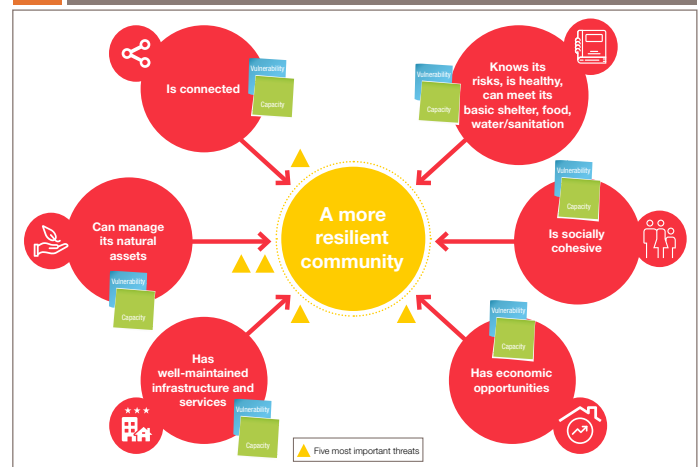 Is connected
Vulnerability
Capacity
Knows its
risks, is healthy,
can meet its
basic shelter, food,
water/sanitation
Vulnerability
Capacity
Can manage
its natural
assets
Vulnerability
Capacity
A more
resilient
community
Is socially
cohesive
Vulnerability
Capacity
Has
well-maintained
infrastructure and
services
Vulnerability
Capacity
Has economic
opportunities
Vulnerability
Capacity
Five most important threats